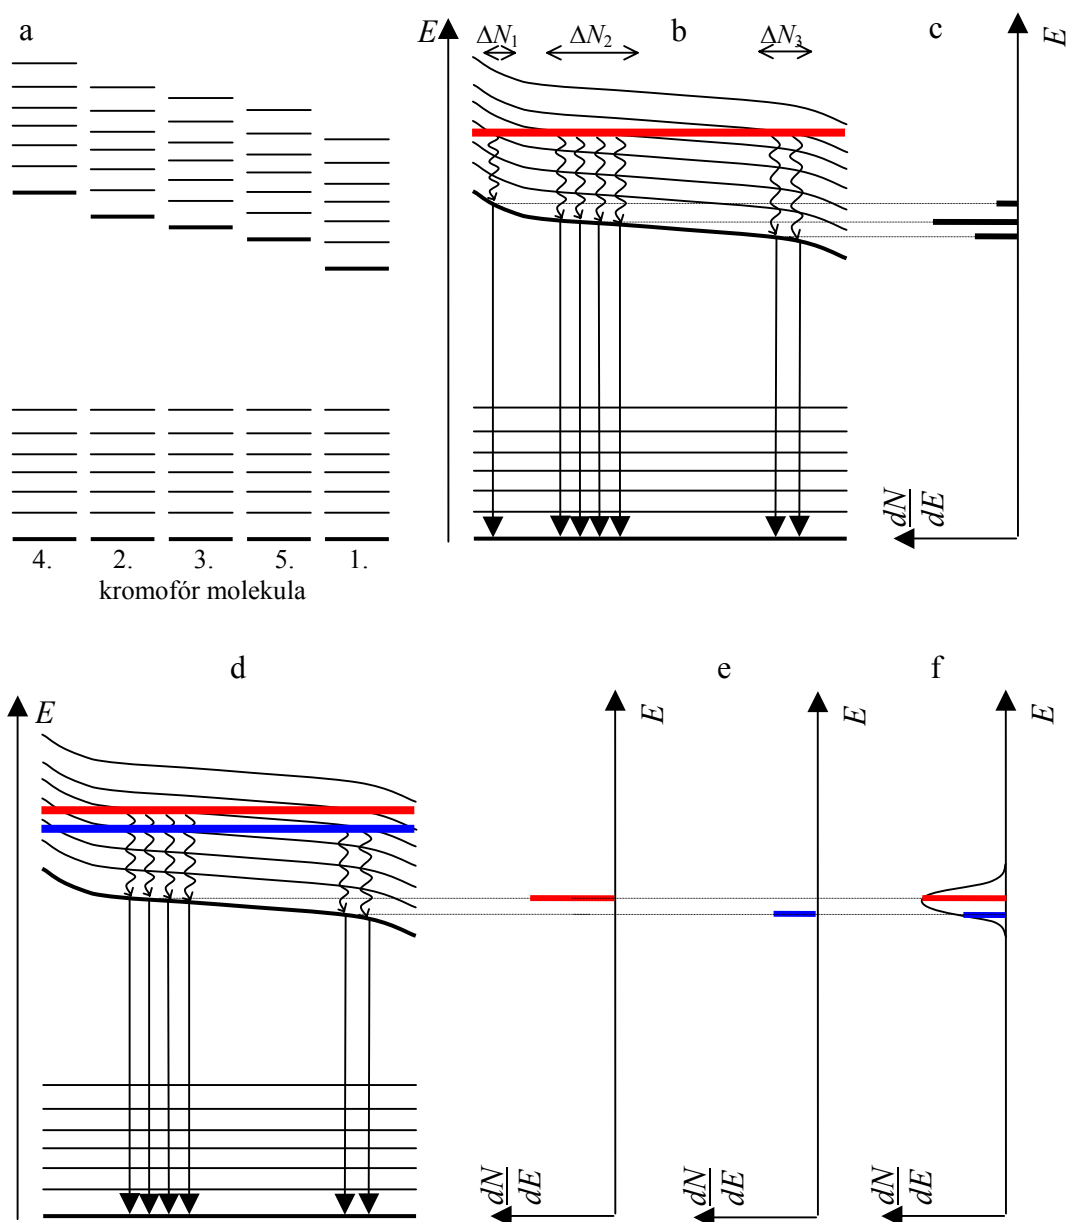 a
E
ΔN₁
ΔN₂
b
ΔN₃
c
E
4.
2.
3.
5.
1.
kromofór molekula
dN
dE
d
e
f
E
E
E
E
dN
dE
dN
dE
dN
dE